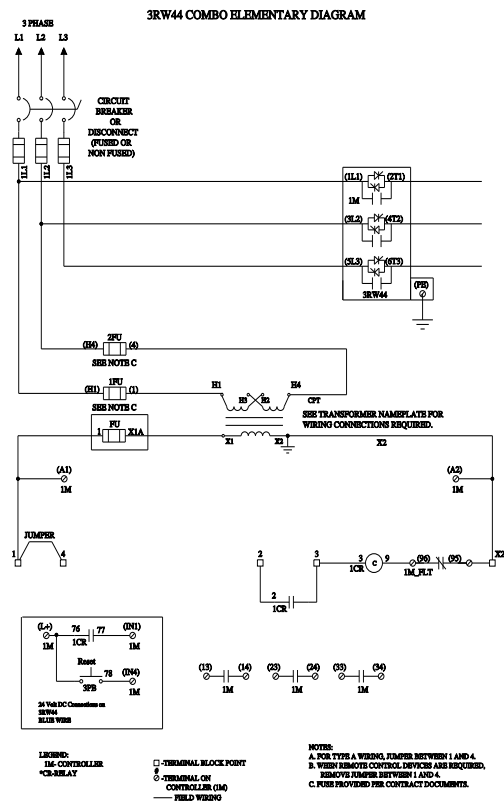 3RW44 COMBO ELEMENTARY DIAGRAM
3 PHASE
L1 L2 L3
CIRCUIT
BREAKER
OR
DISCONNECT
(FUSED OR
NON FUSED)
1L1 1L2 1L3
(1L1) (2T1)
1M
(3L2) (4T2)
(5L3) (6T3)
3RW44
(PE)
2FU
(H4) (4)
SEE NOTE C
1FU
(H1) (1)
SEE NOTE C
H1 H3 H2 H4
CPT
SEE TRANSFORMER NAMEPLATE FOR
WIRING CONNECTIONS REQUIRED.
FU
1 X1A
X1 X2
X2
(A1)
1M
(A2)
1M
JUMPER
1 4
2 3
3 C 9
1CR
(96) (95)
1M_FLT
X2
2
1CR
(L+) 76 77 (IN1)
1M 1CR 1M
Reset
78 (IN4)
3PB 1M
24 Volt DC Connections on
3RW44
BLUE WIRE
(13) (14)
1M
(23) (24)
1M
(33) (34)
1M
LEGEND:
1M- CONTROLLER
*CR-RELAY
-TERMINAL BLOCK POINT
#
-TERMINAL ON
CONTROLLER (1M)
FIELD WIRING
NOTES:
A. FOR TYPE A WIRING, JUMPER BETWEEN 1 AND 4.
B. WHEN REMOTE CONTROL DEVICES ARE REQUIRED,
REMOVE JUMPER BETWEEN 1 AND 4.
C. FUSE PROVIDED PER CONTRACT DOCUMENTS.